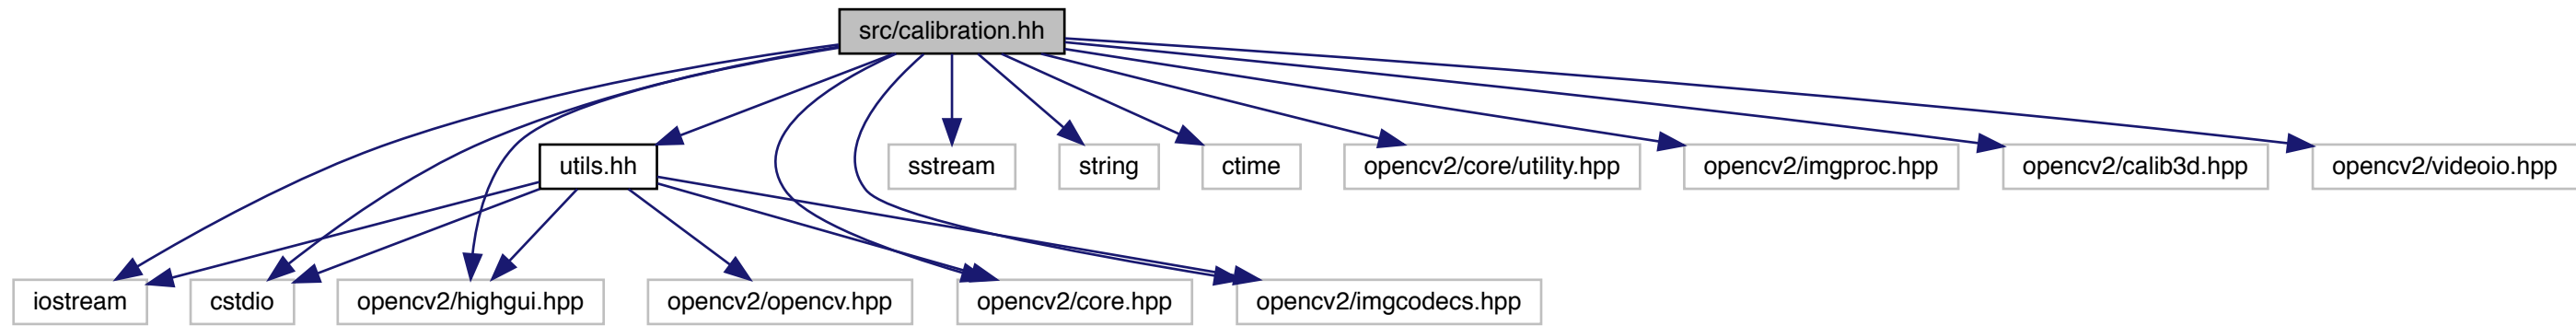 src/calibration.hh
utils.hh
sstream
string
ctime
opencv2/core/utility.hpp
opencv2/imgproc.hpp
opencv2/calib3d.hpp
opencv2/videoio.hpp
iostream
cstdio
opencv2/highgui.hpp
opencv2/opencv.hpp
opencv2/core.hpp
opencv2/imgcodecs.hpp